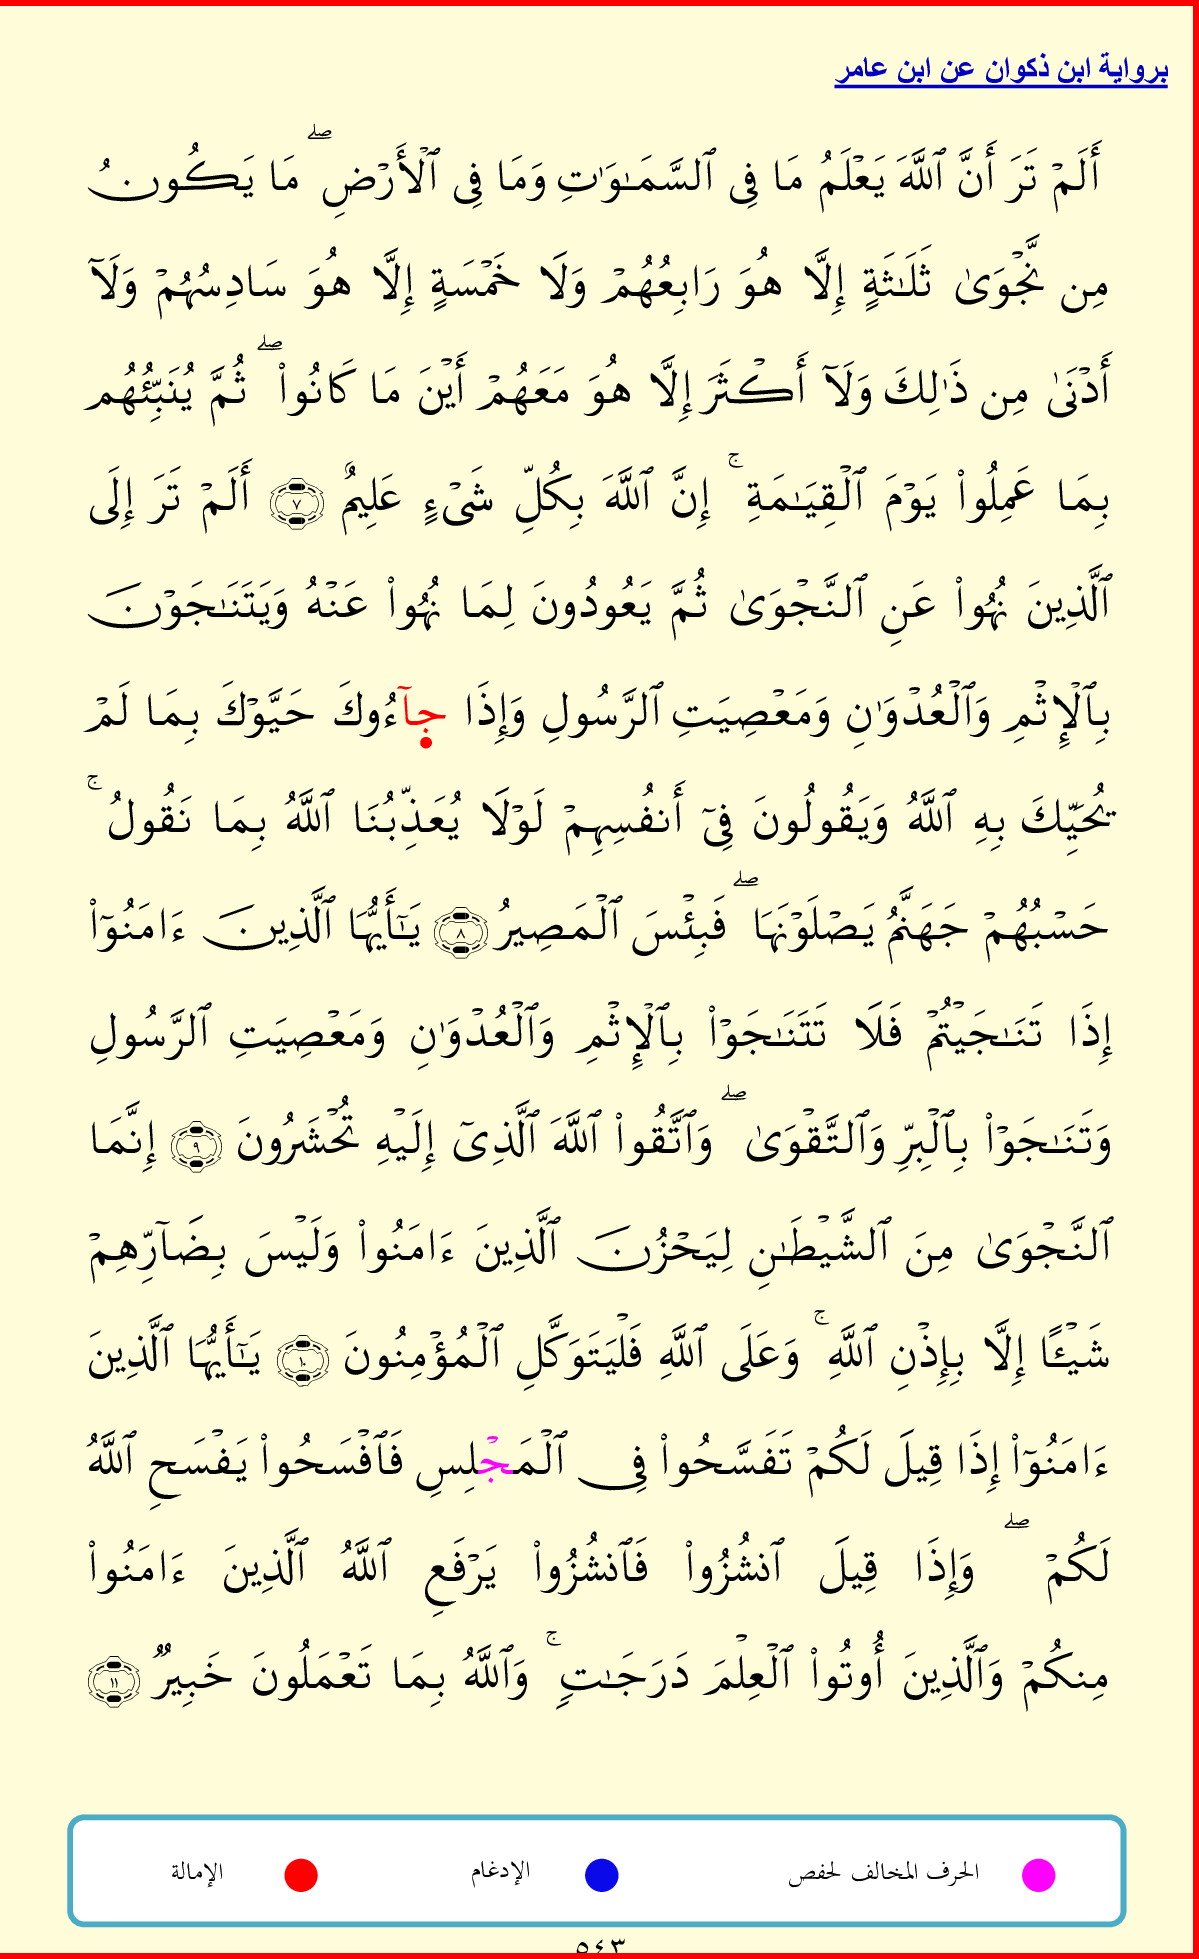 برواية ابن ذكوان عن ابن عامر
أَلَمۡ تَرَ أَنَّ ٱللَّهَ يَعۡلَمُ مَا فِي ٱلسَّمَٰوَٰتِ وَمَا فِي ٱلۡأَرۡضِۖ مَا يَكُونُ
مِن نَّجۡوَىٰ ثَلَٰثَةٍ إِلَّا هُوَ رَابِعُهُمۡ وَلَا خَمۡسَةٍ إِلَّا هُوَ سَادِسُهُمۡ وَلَآ
أَدۡنَىٰ مِن ذَٰلِكَ وَلَآ أَكۡثَرَ إِلَّا هُوَ مَعَهُمۡ أَيۡنَ مَا كَانُواْۖ ثُمَّ يُنَبِّئُهُم
بِمَا عَمِلُواْ يَوۡمَ ٱلۡقِيَٰمَةِۚ إِنَّ ٱللَّهَ بِكُلِّ شَيۡءٍ عَلِيمٌ ٧ أَلَمۡ تَرَ إِلَى
ٱلَّذِينَ نُهُواْ عَنِ ٱلنَّجۡوَىٰ ثُمَّ يَعُودُونَ لِمَا نُهُواْ عَنۡهُ وَيَتَنَٰجَوۡنَ
بِٱلۡإِثۡمِ وَٱلۡعُدۡوَٰنِ وَمَعۡصِيَتِ ٱلرَّسُولِ وَإِذَا جآءُوكَ حَيَّوۡكَ بِمَا لَمۡ
يُحَيِّكَ بِهِ ٱللَّهُ وَيَقُولُونَ فِيٓ أَنفُسِهِمۡ لَوۡلَا يُعَذِّبُنَا ٱللَّهُ بِمَا نَقُولُۚ
حَسۡبُهُمۡ جَهَنَّمُ يَصۡلَوۡنَهَاۖ فَبِئۡسَ ٱلۡمَصِيرُ ٨ يَٰٓأَيُّهَا ٱلَّذِينَ ءَامَنُوٓاْ
إِذَا تَنَٰجَيۡتُمۡ فَلَا تَتَنَٰجَوۡاْ بِٱلۡإِثۡمِ وَٱلۡعُدۡوَٰنِ وَمَعۡصِيَتِ ٱلرَّسُولِ
وَتَنَٰجَوۡاْ بِٱلۡبِرِّ وَٱلتَّقۡوَىٰۖ وَٱتَّقُواْ ٱللَّهَ ٱلَّذِيٓ إِلَيۡهِ تُحۡشَرُونَ ٩ إِنَّمَا
ٱلنَّجۡوَىٰ مِنَ ٱلشَّيۡطَٰنِ لِيَحۡزُنَ ٱلَّذِينَ ءَامَنُواْ وَلَيۡسَ بِضَآرِّهِمۡ
شَيۡـًٔا إِلَّا بِإِذۡنِ ٱللَّهِۚ وَعَلَى ٱللَّهِ فَلۡيَتَوَكَّلِ ٱلۡمُؤۡمِنُونَ ١٠ يَٰٓأَيُّهَا ٱلَّذِينَ
ءَامَنُوٓاْ إِذَا قِيلَ لَكُمۡ تَفَسَّحُواْ فِي ٱلۡمَجۡلِسِ فَٱفۡسَحُواْ يَفۡسَحِ ٱللَّهُ
لَكُمۡۖ وَإِذَا قِيلَ ٱنشُزُواْ فَٱنشُزُواْ يَرۡفَعِ ٱللَّهُ ٱلَّذِينَ ءَامَنُواْ
مِنكُمۡ وَٱلَّذِينَ أُوتُواْ ٱلۡعِلۡمَ دَرَجَٰتٖۚ وَٱللَّهُ بِمَا تَعۡمَلُونَ خَبِيرٞ ١١
الحرف المخالف لحفص الإدغام الإمالة
٥٤٣